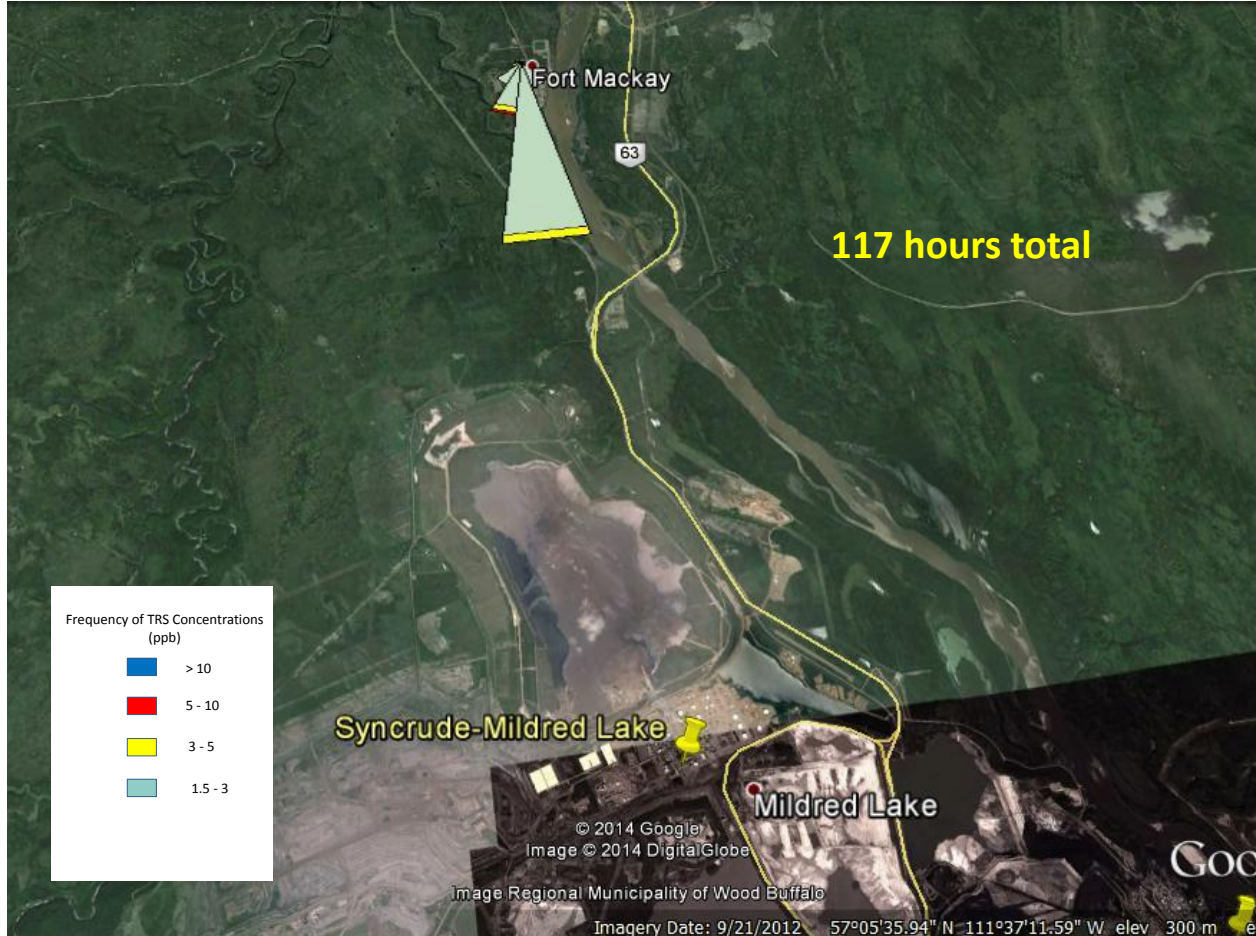 Fort Mackay
63
117 hours total
Frequency of TRS Concentrations
(ppb)
> 10
5 - 10
3 - 5
1.5 - 3
Syncrude-Mildred Lake
Mildred Lake
© 2014 Google
Image © 2014 DigitalGlobe
Image Regional Municipality of Wood Buffalo
Goo
Imagery Date: 9/21/2012 57°05'35.94" N 111°37'11.59" W elev 300 m e